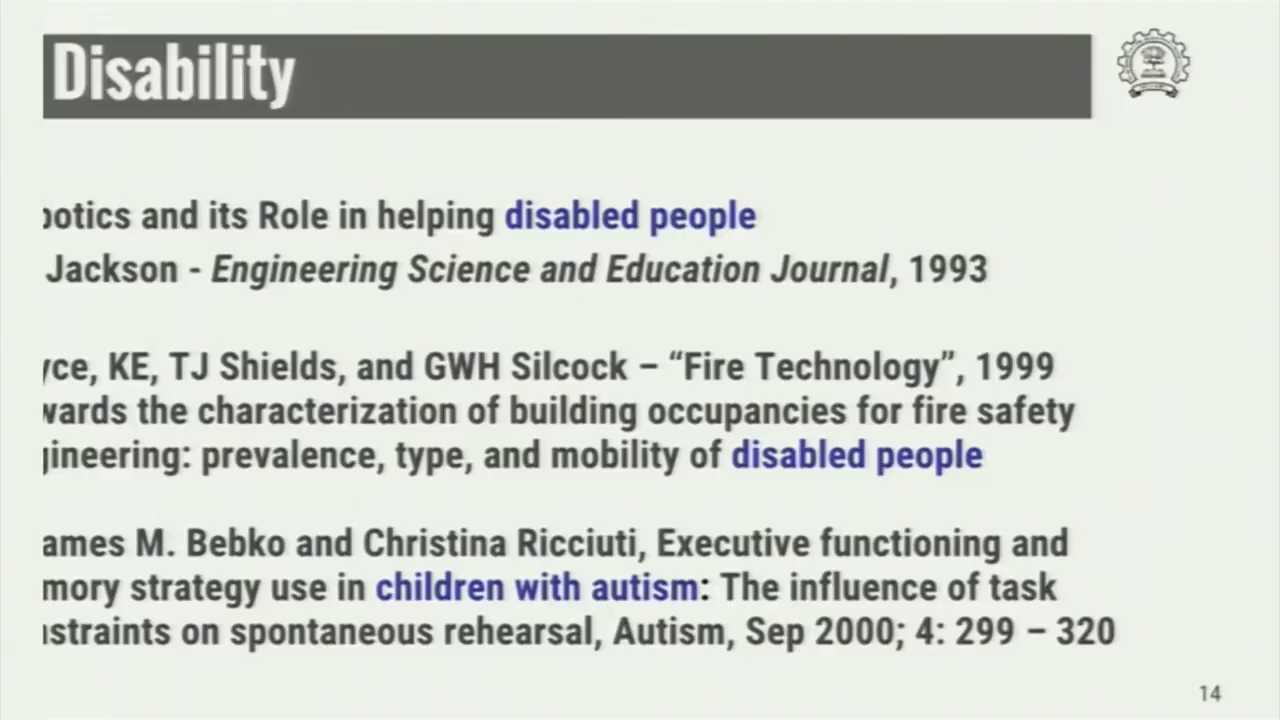 Disability
botics and its Role in helping disabled people
Jackson - Engineering Science and Education Journal, 1993
yce, KE, TJ Shields, and GWH Silcock – “Fire Technology”, 1999
wards the characterization of building occupancies for fire safety
gineering: prevalence, type, and mobility of disabled people
ames M. Bebko and Christina Ricciuti, Executive functioning and
mory strategy use in children with autism: The influence of task
nstraints on spontaneous rehearsal, Autism, Sep 2000; 4: 299 – 320
14